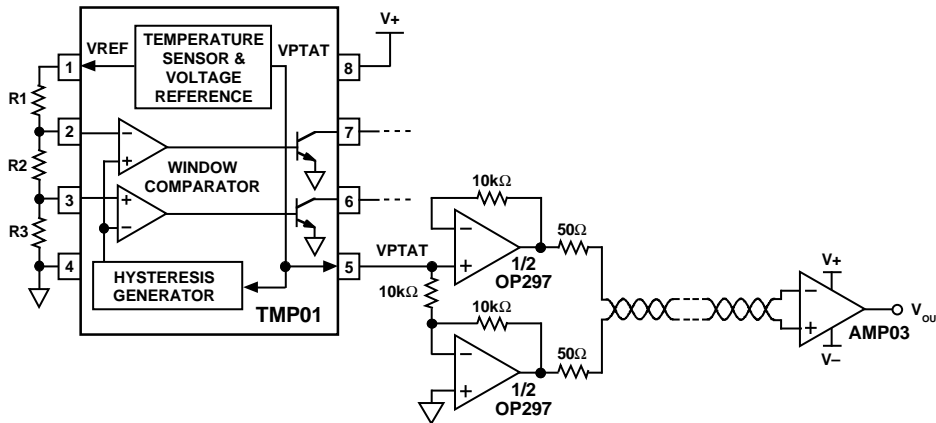 V+
VREF
TEMPERATURE
SENSOR &
VOLTAGE
REFERENCE
VPTAT
1
8
R1
2
7
R2
WINDOW
COMPARATOR
3
6
R3
4
HYSTERESIS
GENERATOR
TMP01
5
VPTAT
10kΩ
50Ω
1/2
OP297
10kΩ
10kΩ
50Ω
1/2
OP297
V+
VOU
AMP03
V–